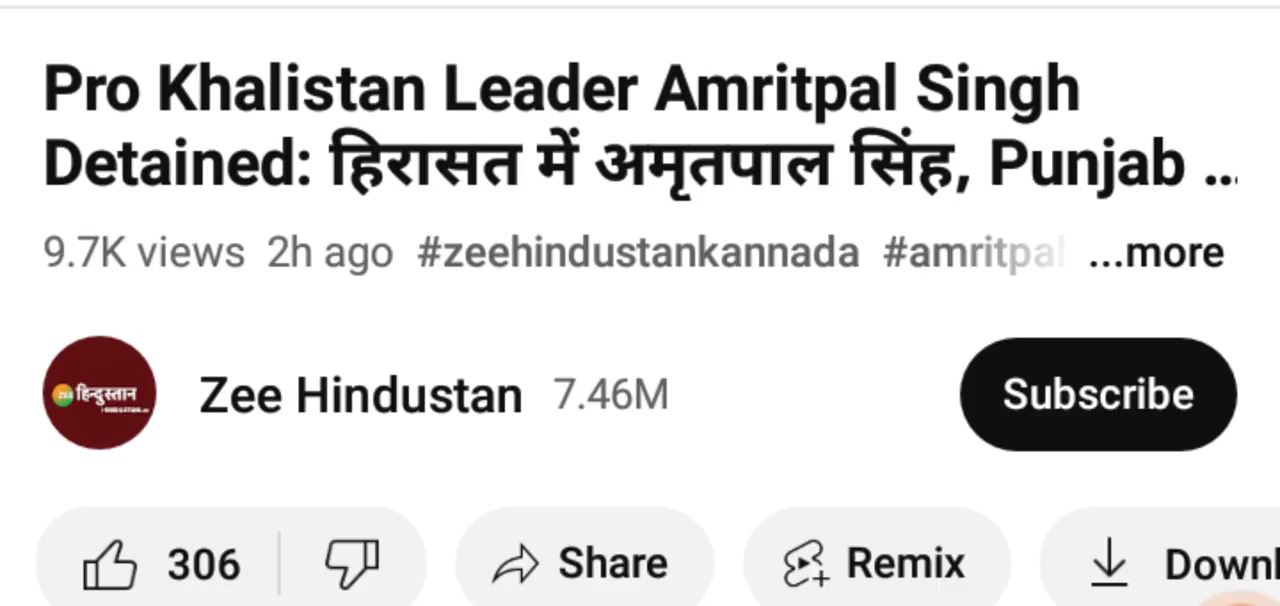 Pro Khalistan Leader Amritpal Singh
Detained: हिरासत में अमृतपाल सिंह, Punjab ...
9.7K views 2h ago #zeehindustankannada #amritpal ...more
हिन्दुस्तान
Zee Hindustan 7.46M
Subscribe
306 Share Remix Downl